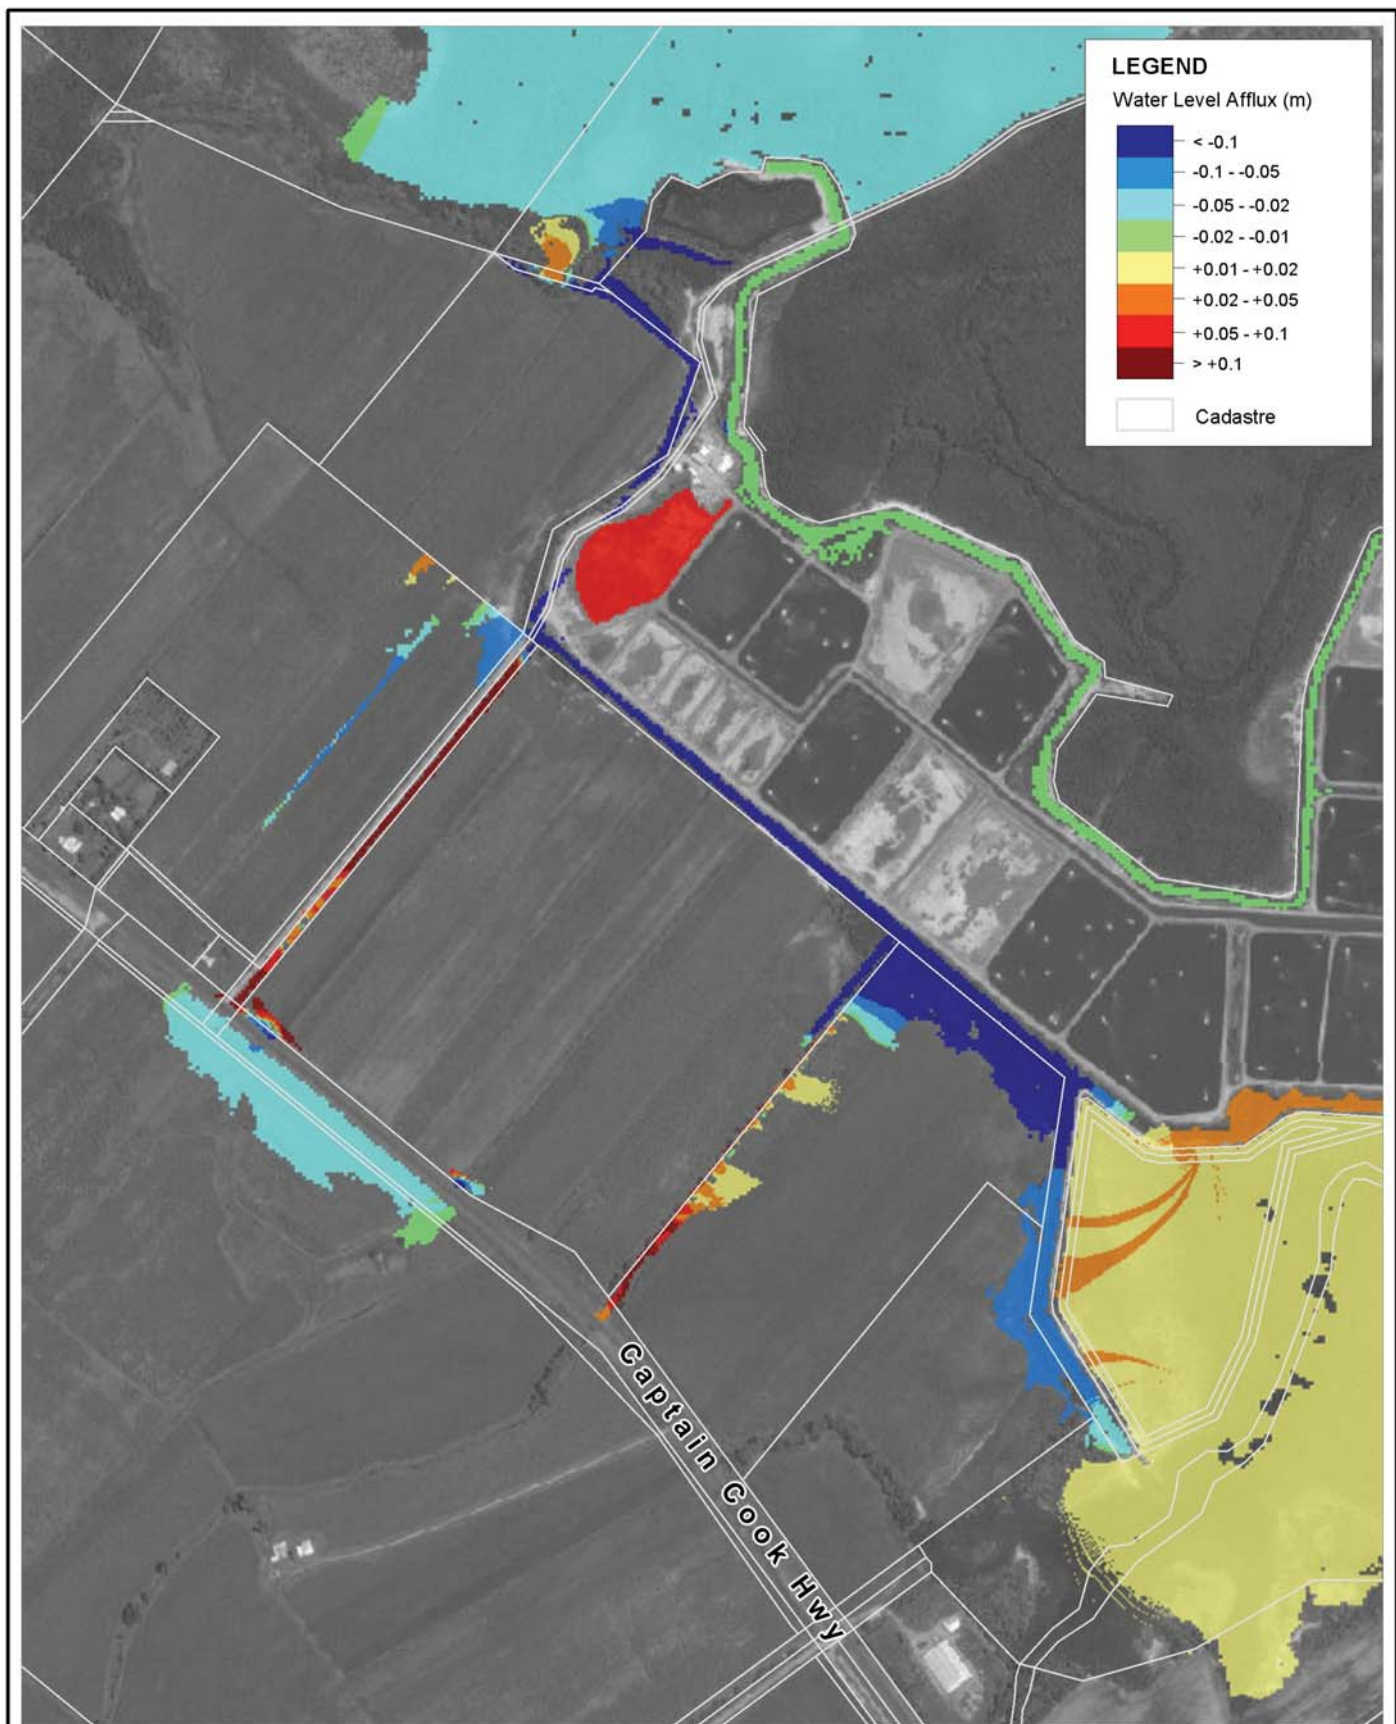 LEGEND
Water Level Afflux (m)
< -0.1
-0.1 - -0.05
-0.05 - -0.02
-0.02 - -0.01
+0.01 - +0.02
+0.02 - +0.05
+0.05 - +0.1
> +0.1
Cadastre
Captain Cook Hwy